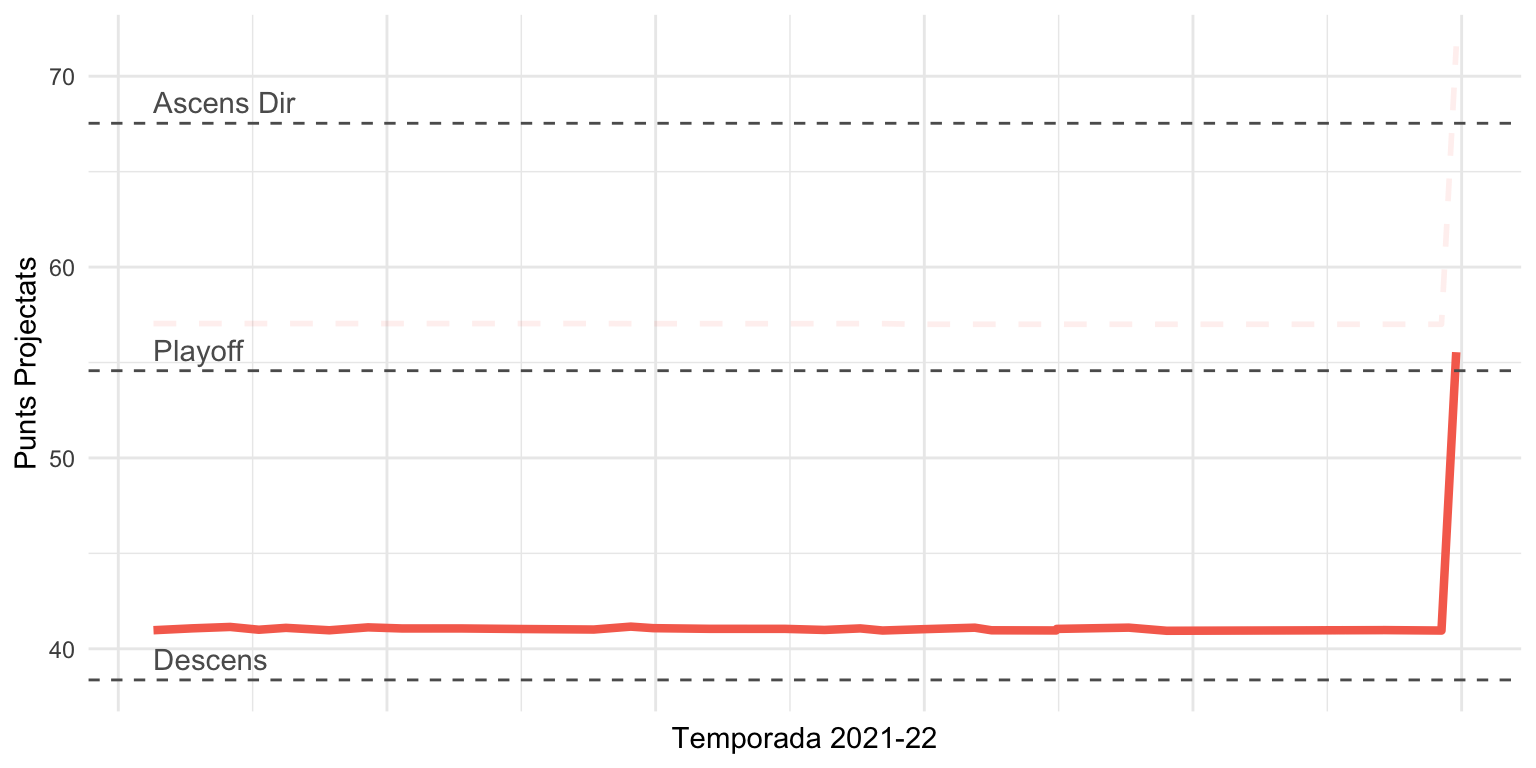 70
Ascens Dir
60
Playoff
50
40
Descens
Punts Projectats
Temporada 2021-22